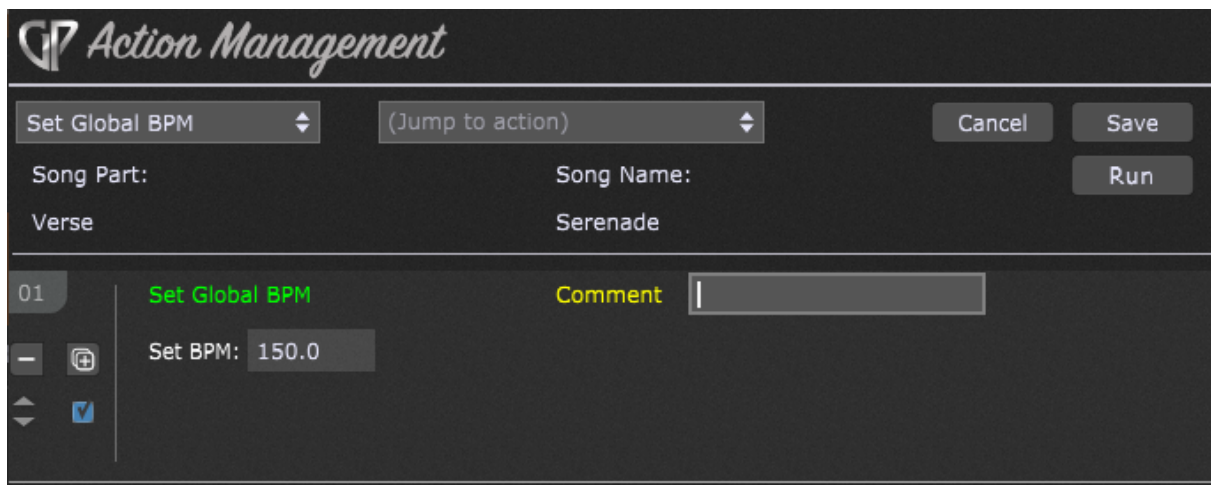 GP Action Management
Set Global BPM (Jump to action) Cancel Save
Song Part: Song Name: Run
Verse Serenade
01 Set Global BPM Comment
Set BPM: 150.0